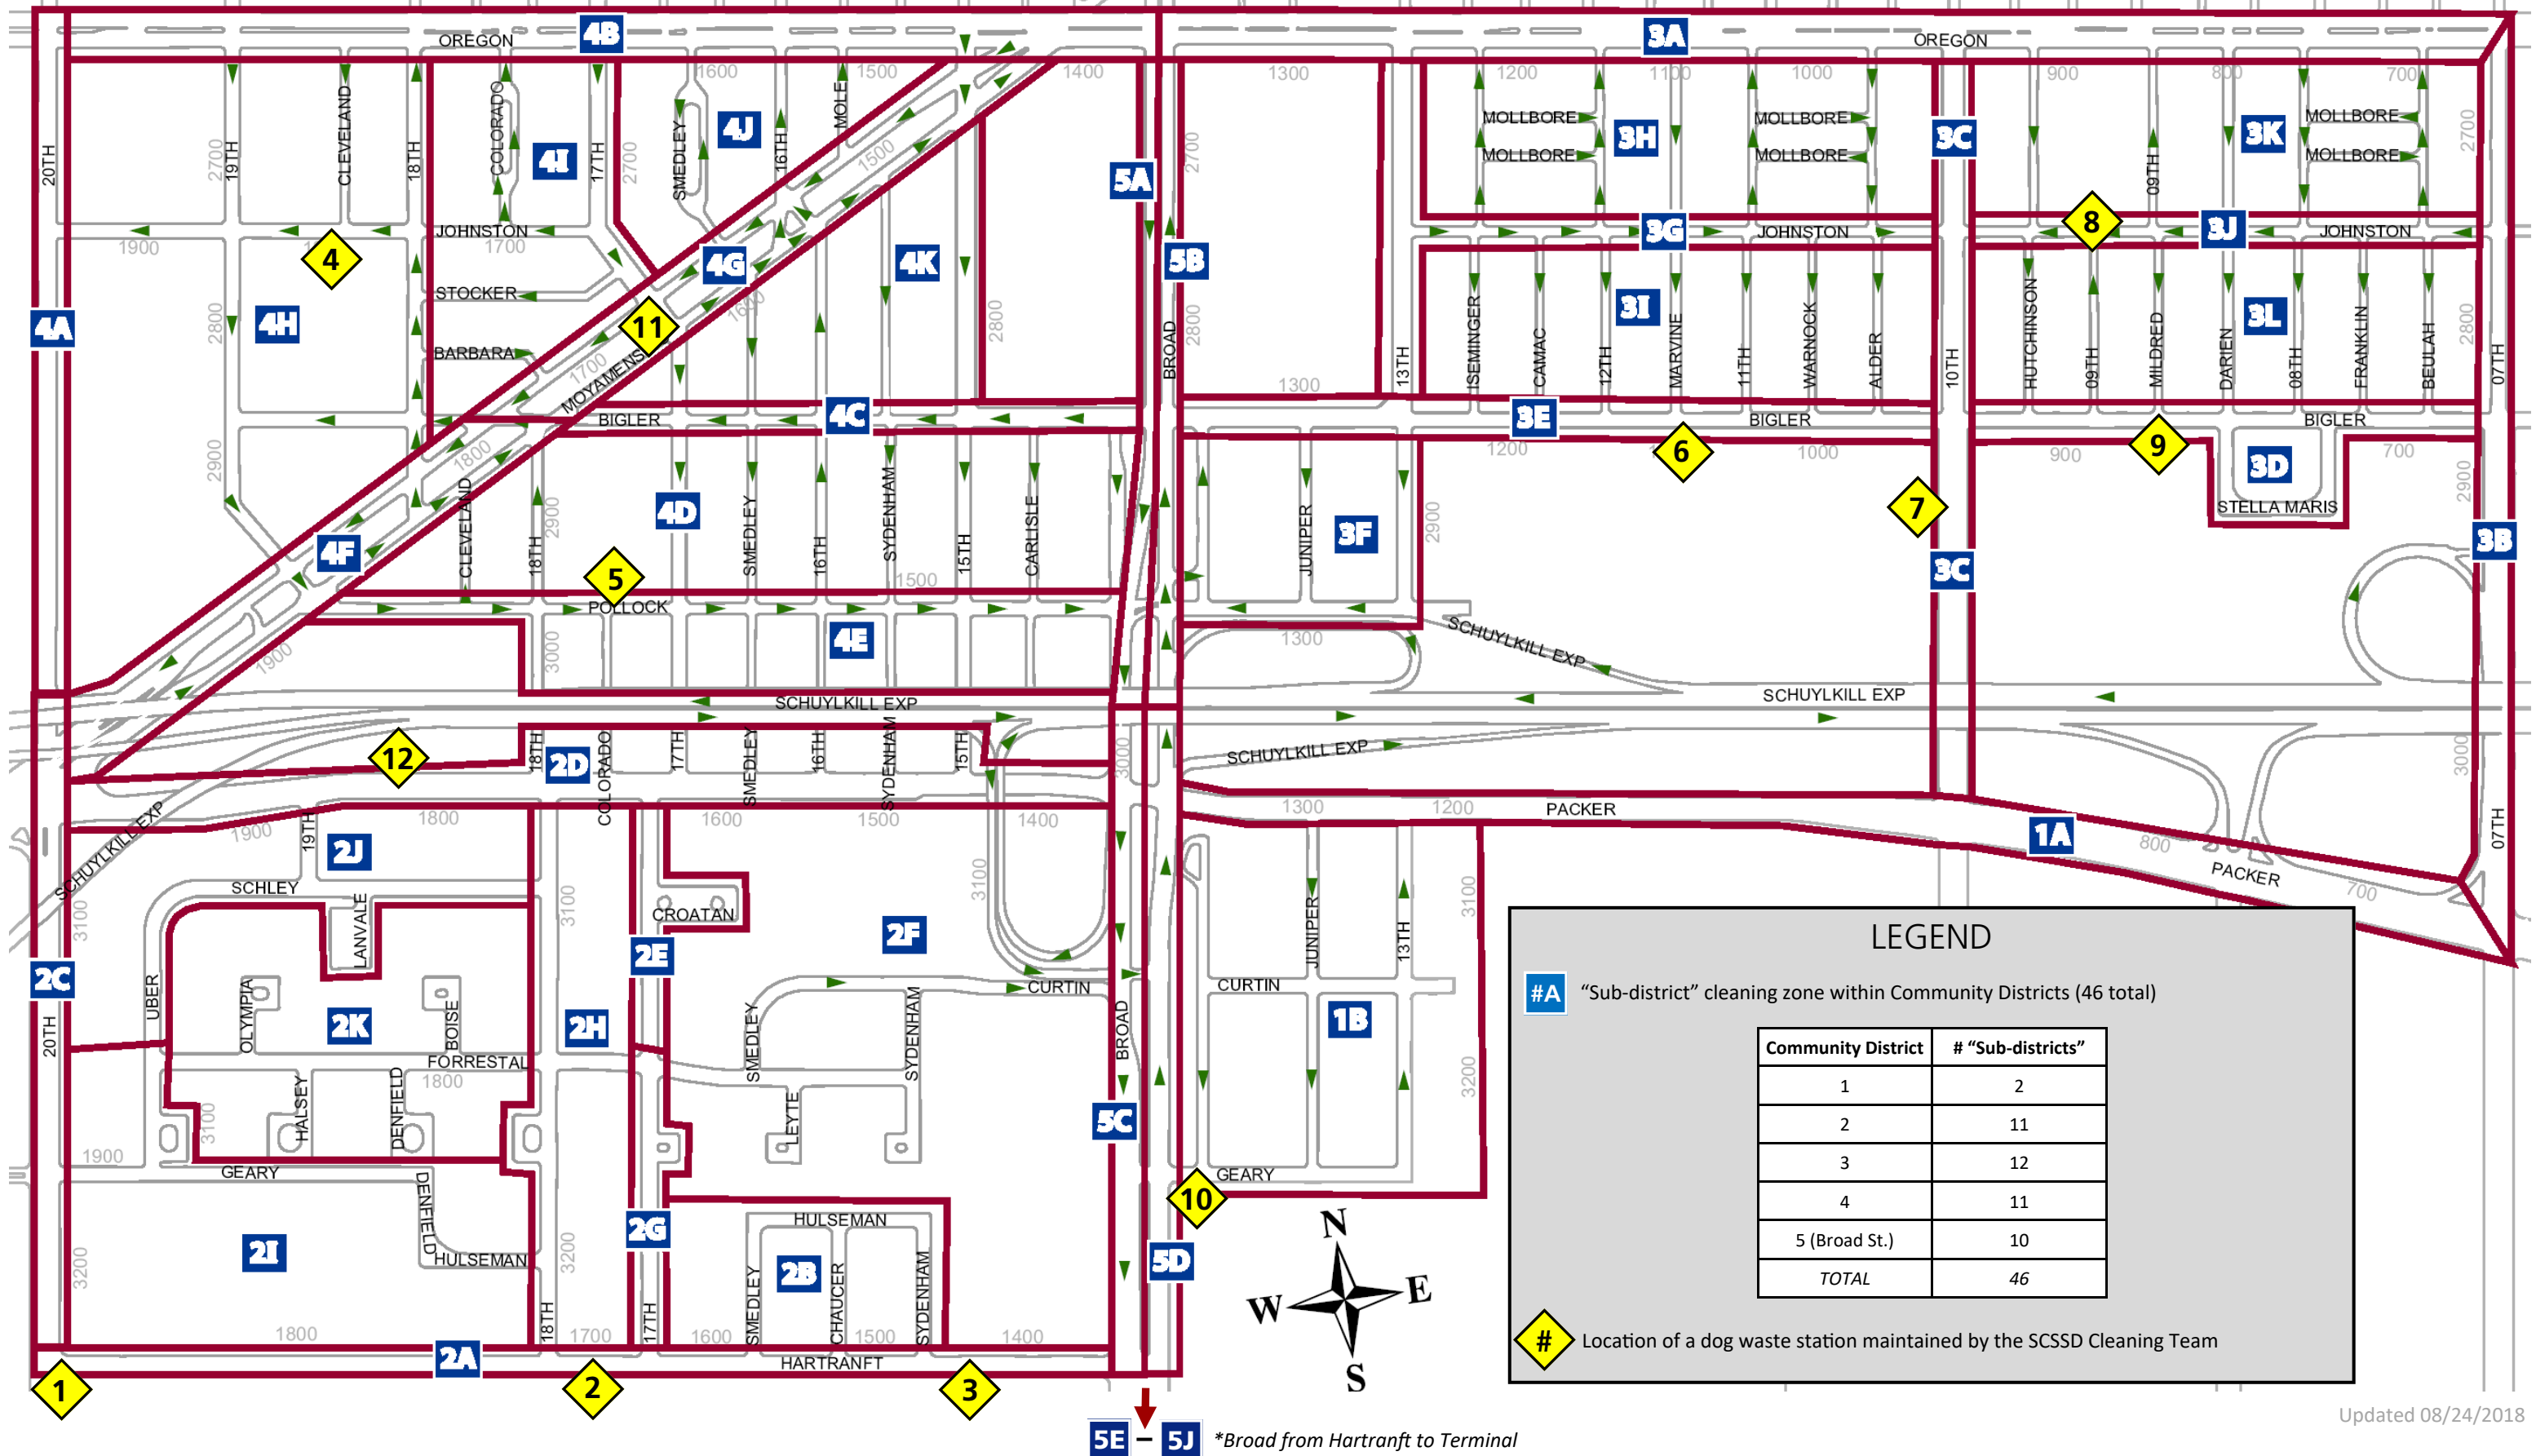 4B
OREGON
3A
OREGON
1600
1500
1400
1300
1200
1100
1000
900
800
700
20TH
2700
19TH
CLEVELAND
18TH
COLORADO
4I
17TH
2700
SMEDLEY
4J
16TH
MOLE
1500
5A
2700
MOLLBORE
MOLLBORE
3H
MOLLBORE
MOLLBORE
3C
09TH
3K
MOLLBORE
MOLLBORE
2700
1900
4
JOHNSTON
1700
4G
4K
5B
3G
JOHNSTON
8
3J
JOHNSTON
4A
2800
4H
STOCKER
BARBARA
11
1600
1700
MOYAMENS
2800
BROAD
2800
1300
13TH
ISEMINGER
CAMAC
3I
12TH
MARVINE
11TH
WARNOCK
ALDER
10TH
HUTCHINSON
09TH
MILDRED
DARIEN
3L
08TH
FRANKLIN
BEULAH
2800
07TH
BIGLER
4C
3E
BIGLER
BIGLER
2900
1800
1200
6
1000
900
9
3D
700
STELLA MARIS
2900
4F
CLEVELAND
18TH
2900
4D
SMEDLEY
16TH
SYDENHAM
15TH
CARLISLE
JUNIPER
3F
2900
7
3C
3B
5
1500
POLLOCK
1900
3000
4E
1300
SCHUYLKILL EXP
SCHUYLKILL EXP
SCHUYLKILL EXP
SCHUYLKILL EXP
12
18TH
2D
COLORADO
17TH
SMEDLEY
16TH
SYDENHAM
15TH
3000
3000
SCHUYLKILL EXP
1900
19TH
1800
1600
1500
1400
1300
1200
PACKER
1A
800
PACKER
700
07TH
2J
SCHLEY
LANVALE
3100
3100
CROATAN
2F
3100
JUNIPER
13TH
3100
2C
20TH
UBER
OLYMPIA
2K
BOISE
2H
2E
SMEDLEY
SYDENHAM
CURTIN
BROAD
CURTIN
1B
FORRESTAL
1800
HALSEY
DENFIELD
3100
LEYTE
5C
3200
1900
GEARY
DENFIELD
10
GEARY
2I
HULSEMAN
3200
3200
2G
HULSEMAN
2B
5D
SMEDLEY
CHAUCER
SYDENHAM
1800
18TH
1700
17TH
1600
1500
1400
2A
HARTRANFT
1
2
3
N
W
E
S
5E – 5J *Broad from Hartranft to Terminal
LEGEND
#A “Sub-district” cleaning zone within Community Districts (46 total)
Community District # “Sub-districts”
1 2
2 11
3 12
4 11
5 (Broad St.) 10
TOTAL 46
# Location of a dog waste station maintained by the SCSSD Cleaning Team
Updated 08/24/2018